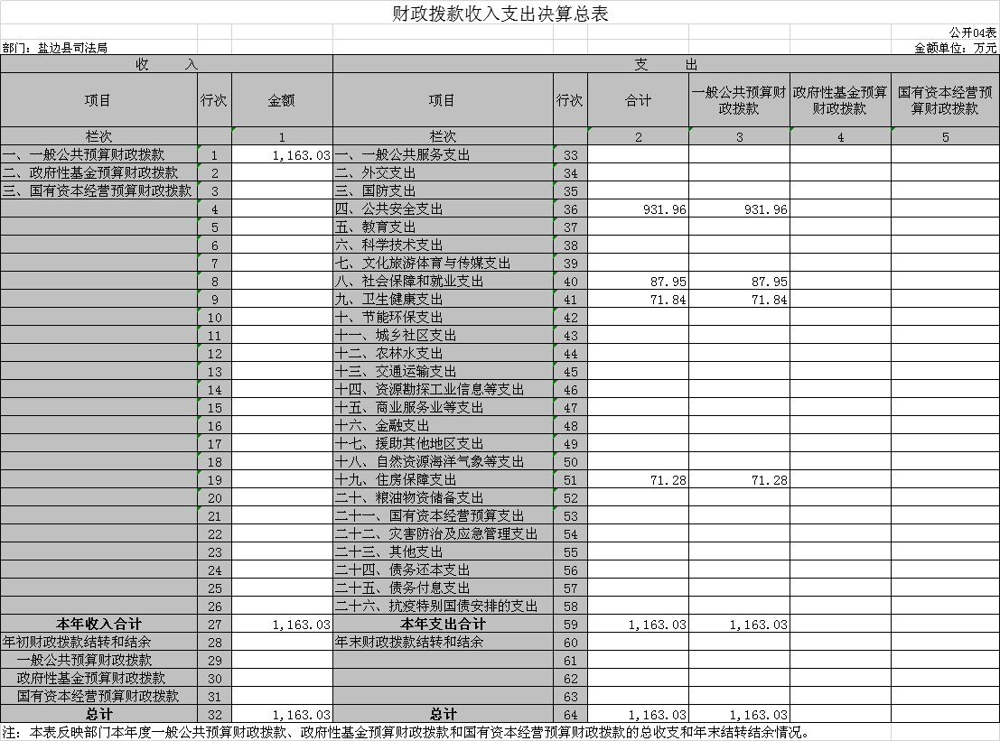 财政拨款收入支出决算总表
公开04表
部门：盐边县司法局 金额单位：万元
收 入 支 出
项目 行次 金额 项目 行次 合计 一般公共预算财政拨款 政府性基金预算财政拨款 国有资本经营预算财政拨款
栏次 1 栏次 2 3 4 5
一、一般公共预算财政拨款 1 1,163.03 一、一般公共服务支出 33
二、政府性基金预算财政拨款 2 二、外交支出 34
三、国有资本经营预算财政拨款 3 三、国防支出 35
4 四、公共安全支出 36 931.96 931.96
5 五、教育支出 37
6 六、科学技术支出 38
7 七、文化旅游体育与传媒支出 39
8 八、社会保障和就业支出 40 87.95 87.95
9 九、卫生健康支出 41 71.84 71.84
10 十、节能环保支出 42
11 十一、城乡社区支出 43
12 十二、农林水支出 44
13 十三、交通运输支出 45
14 十四、资源勘探工业信息等支出 46
15 十五、商业服务业等支出 47
16 十六、金融支出 48
17 十七、援助其他地区支出 49
18 十八、自然资源海洋气象等支出 50
19 十九、住房保障支出 51 71.28 71.28
20 二十、粮油物资储备支出 52
21 二十一、国有资本经营预算支出 53
22 二十二、灾害防治及应急管理支出 54
23 二十三、其他支出 55
24 二十四、债务还本支出 56
25 二十五、债务付息支出 57
26 二十六、抗疫特别国债安排的支出 58
本年收入合计 27 1,163.03 本年支出合计 59 1,163.03 1,163.03
年初财政拨款结转和结余 28 年末财政拨款结转和结余 60
一般公共预算财政拨款 29 61
政府性基金预算财政拨款 30 62
国有资本经营预算财政拨款 31 63
总计 32 1,163.03 总计 64 1,163.03 1,163.03
注：本表反映部门本年度一般公共预算财政拨款、政府性基金预算财政拨款和国有资本经营预算财政拨款的总收支和年末结转结余情况。